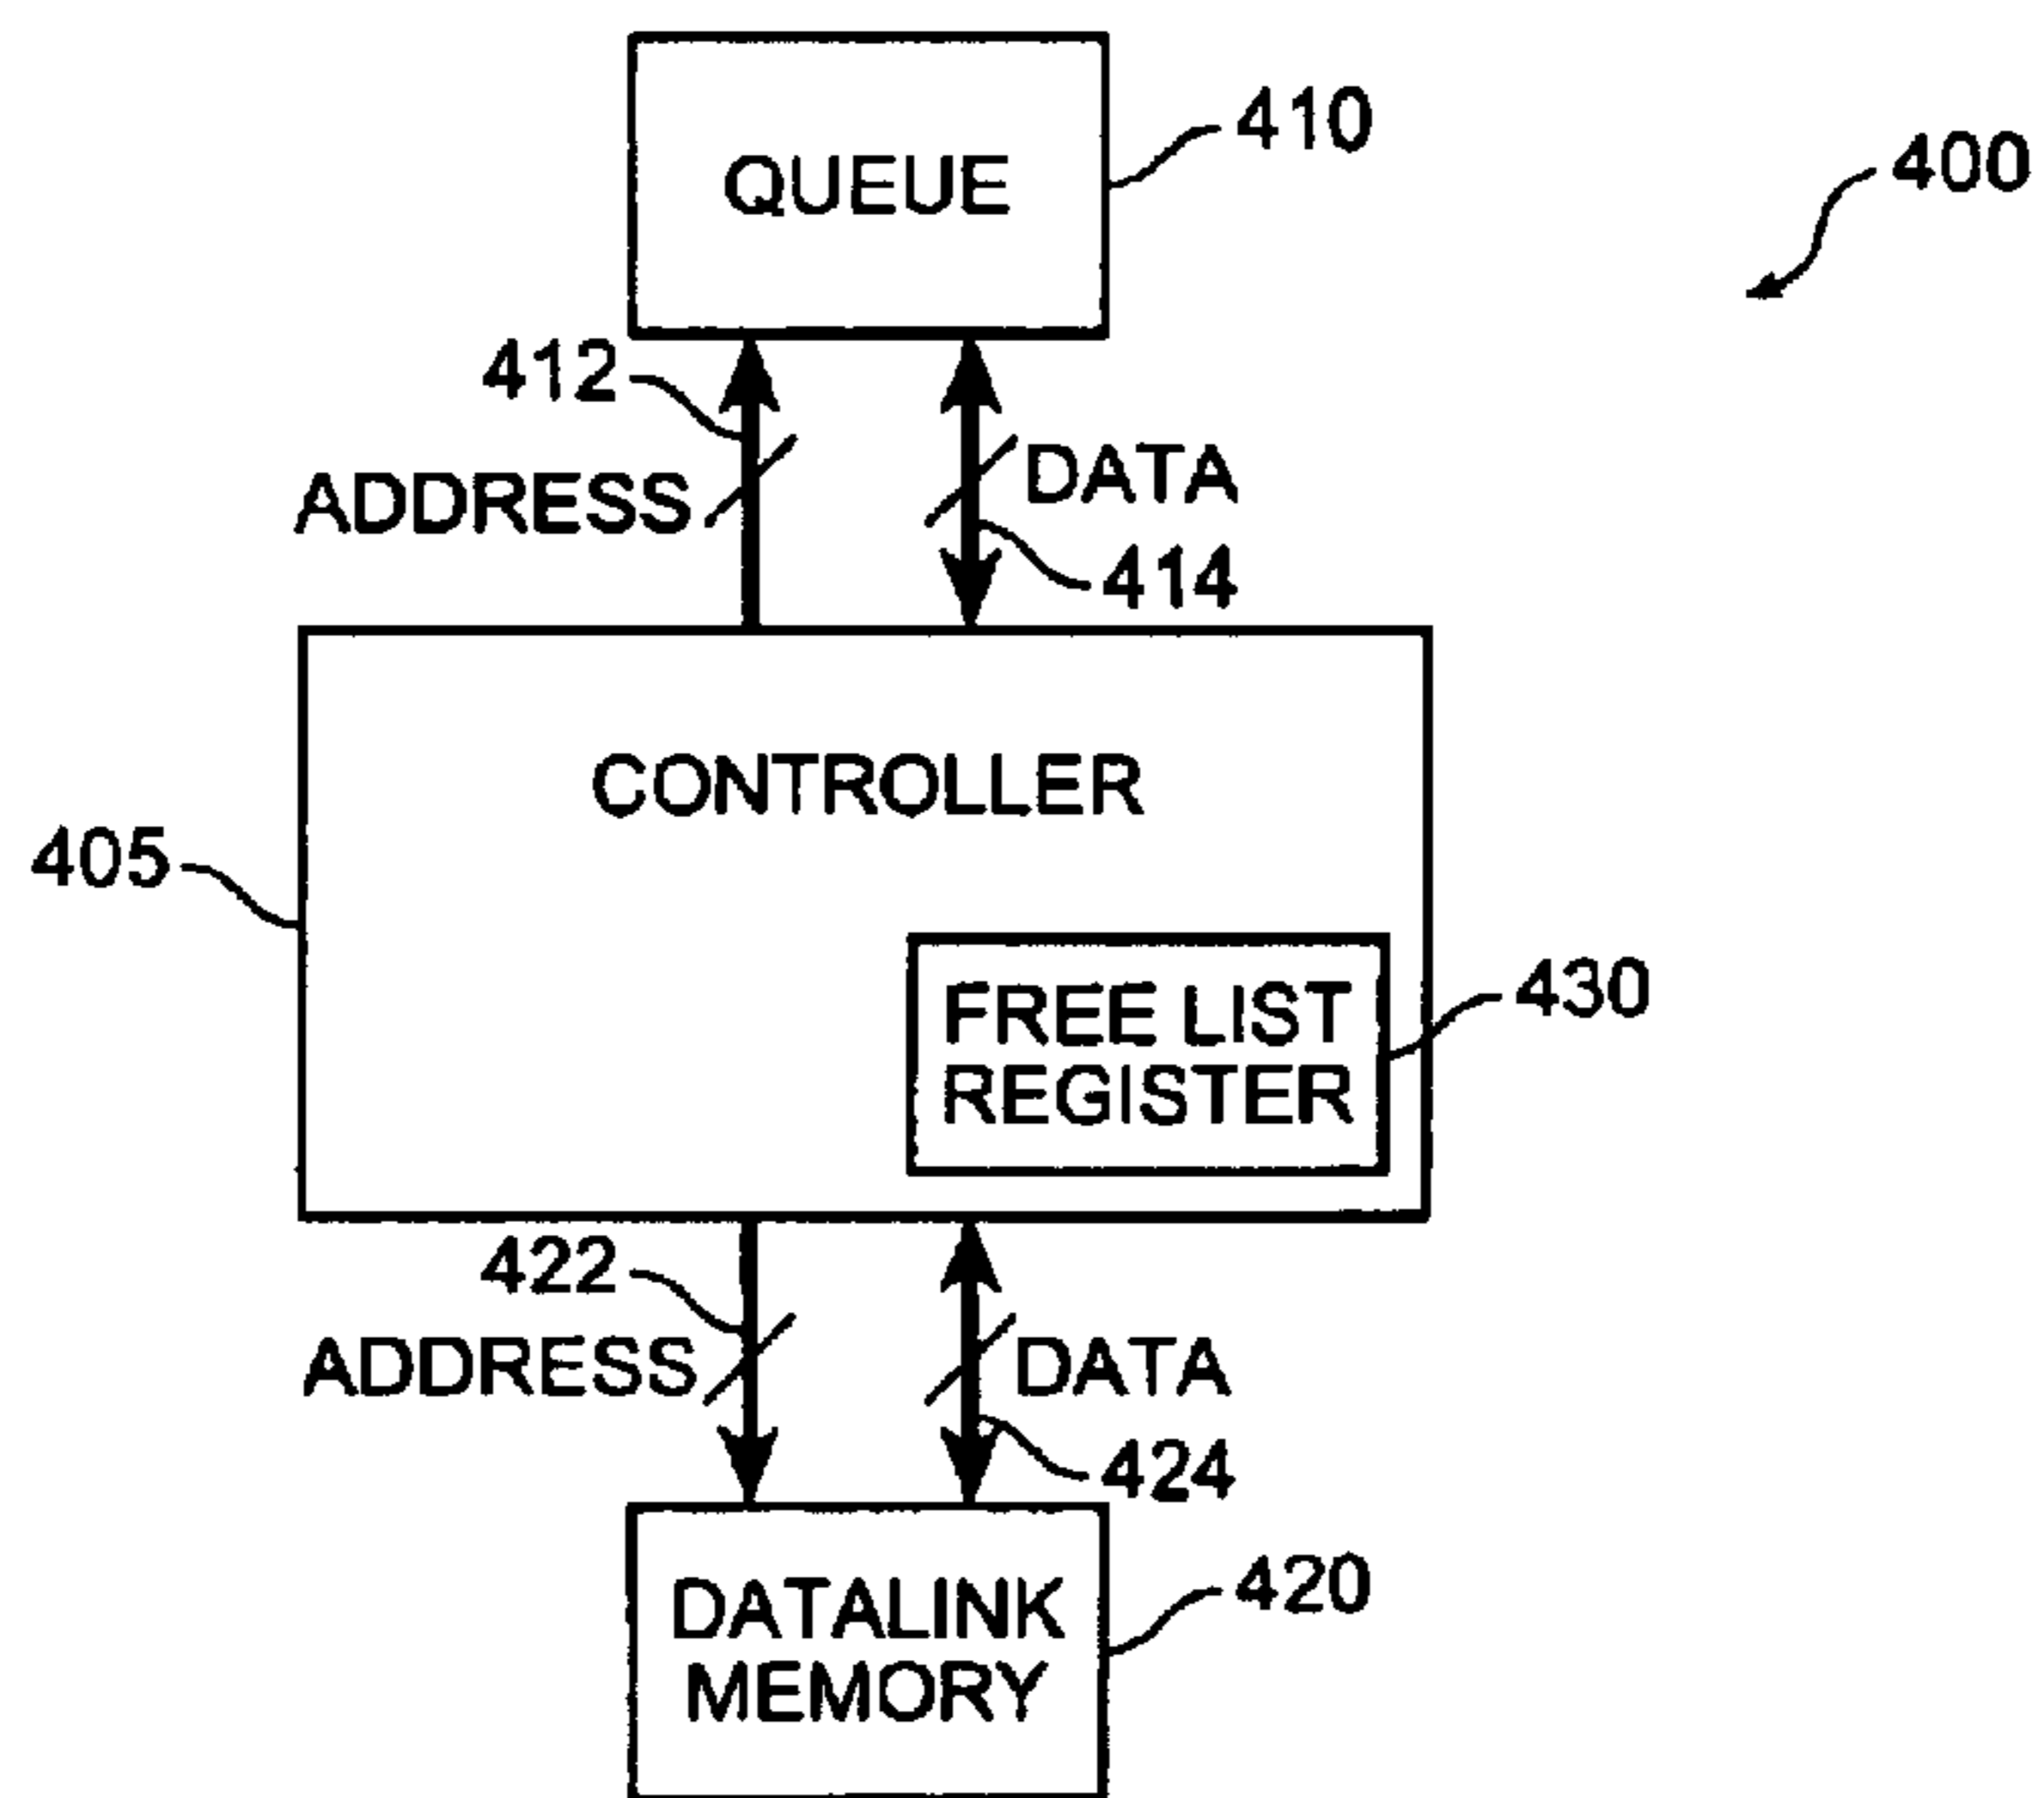 QUEUE
410
400
412
ADDRESS
DATA
414
CONTROLLER
405
FREE LIST
REGISTER
430
422
ADDRESS
DATA
424
DATALINK
MEMORY
420